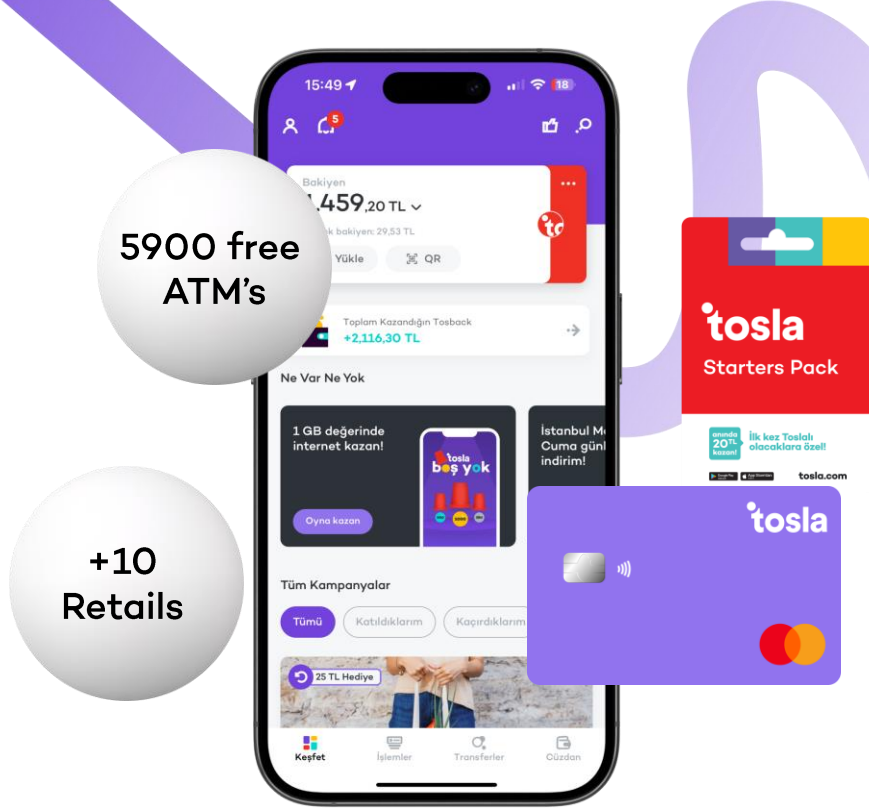 15:49
18
5
Bakiyen
.459,20 TL
bakiyen: 29,53 TL
Yükle
QR
5900 free
ATM's
Toplam Kazandığın Tosback
+2,116,30 TL
Ne Var Ne Yok
1 GB değerinde
internet kazan!
tosla
boş yok
Oyna kazan
İstanbul
Cuma
indirim!
tosla
Starters Pack
anında
20TL
kazan!
İlk kez Toslalı
olacaklara özel!
tosla.com
tosla
+10
Retails
Tüm Kampanyalar
Tümü
Katıldıklarım
Kaçırdıklarım
25 TL Hediye
Keşfet
İşlemler
Transferler
Cüzdan